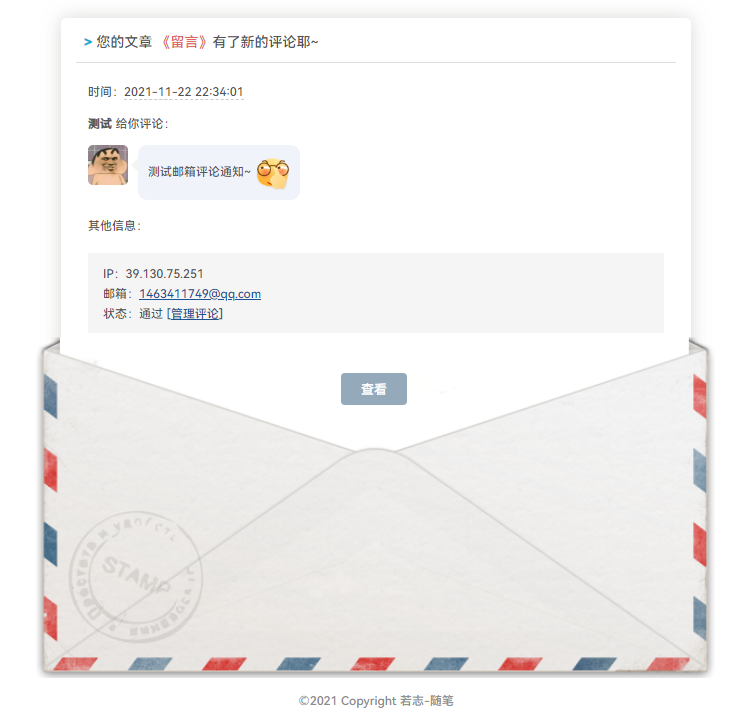 > 您的文章 《留言》有了新的评论耶~
时间：2021-11-22 22:34:01
测试 给你评论：
测试邮箱评论通知~
其他信息：
IP：39.130.75.251
邮箱：1463411749@qq.com
状态：通过 [管理评论]
查看
STAMP
©2021 Copyright 若志-随笔